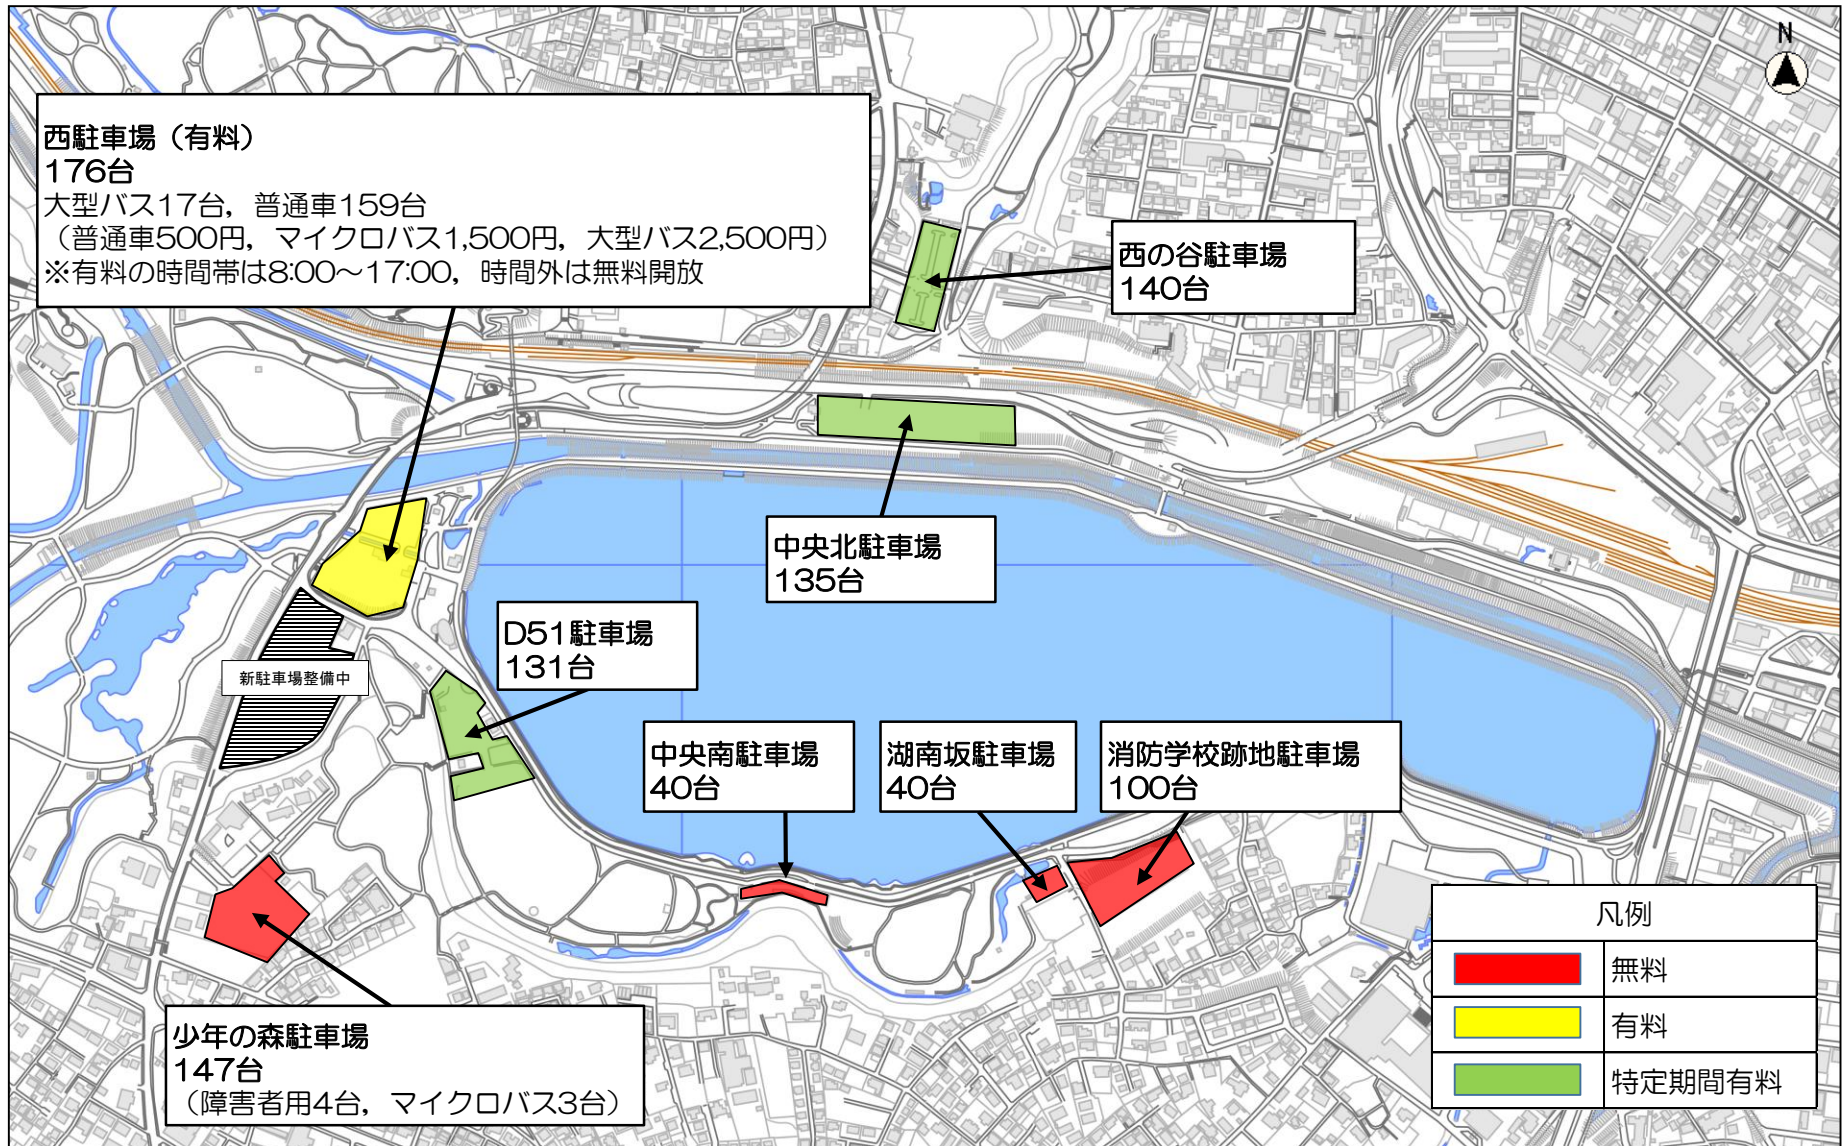 N
西駐車場（有料）
176台
大型バス17台，普通車159台
（普通車500円，マイクロバス1,500円，大型バス2,500円）
※有料の時間帯は8:00～17:00，時間外は無料開放
西の谷駐車場
140台
中央北駐車場
135台
D51駐車場
131台
新駐車場整備中
中央南駐車場
40台
湖南坂駐車場
40台
消防学校跡地駐車場
100台
少年の森駐車場
147台
（障害者用4台，マイクロバス3台）
凡例
無料
有料
特定期間有料